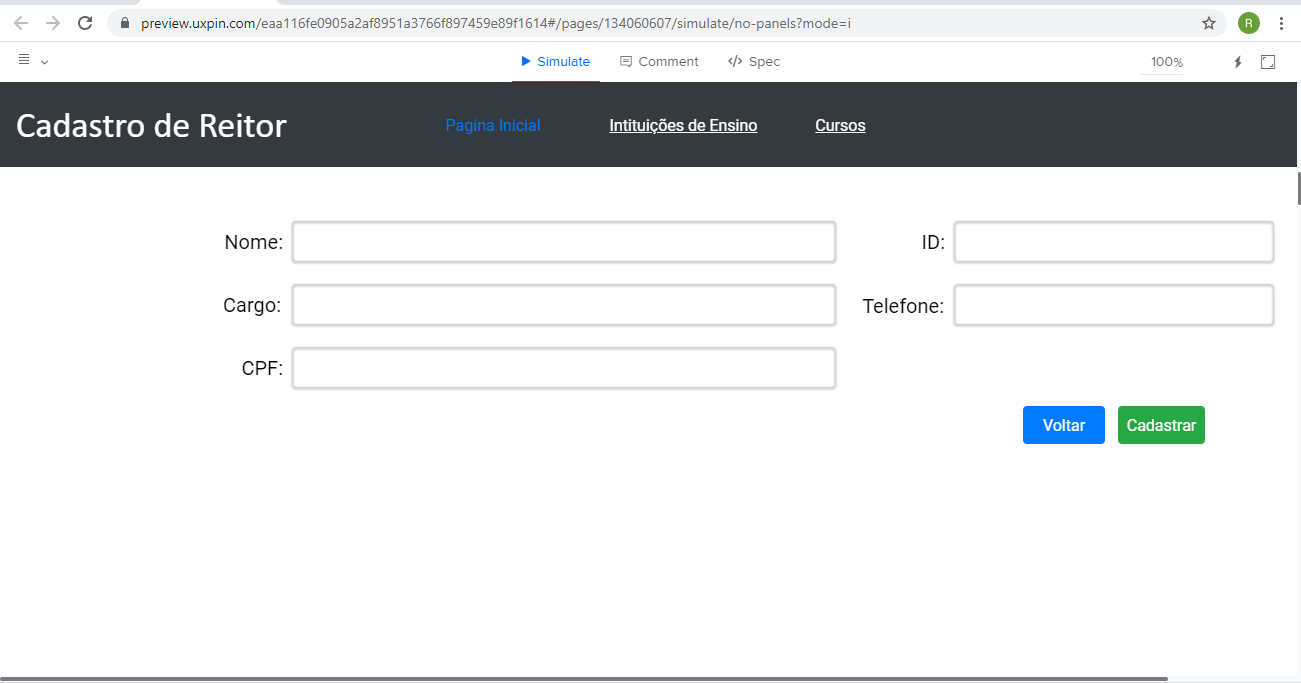 preview.uxpin.com/eaa116fe0905a2af8951a3766f897459e89f1614#/pages/134060607/simulate/no-panels?mode=i
R
Simulate Comment Spec 100%
Cadastro de Reitor Pagina Inicial Intituições de Ensino Cursos
Nome: ID:
Cargo: Telefone:
CPF:
Voltar Cadastrar